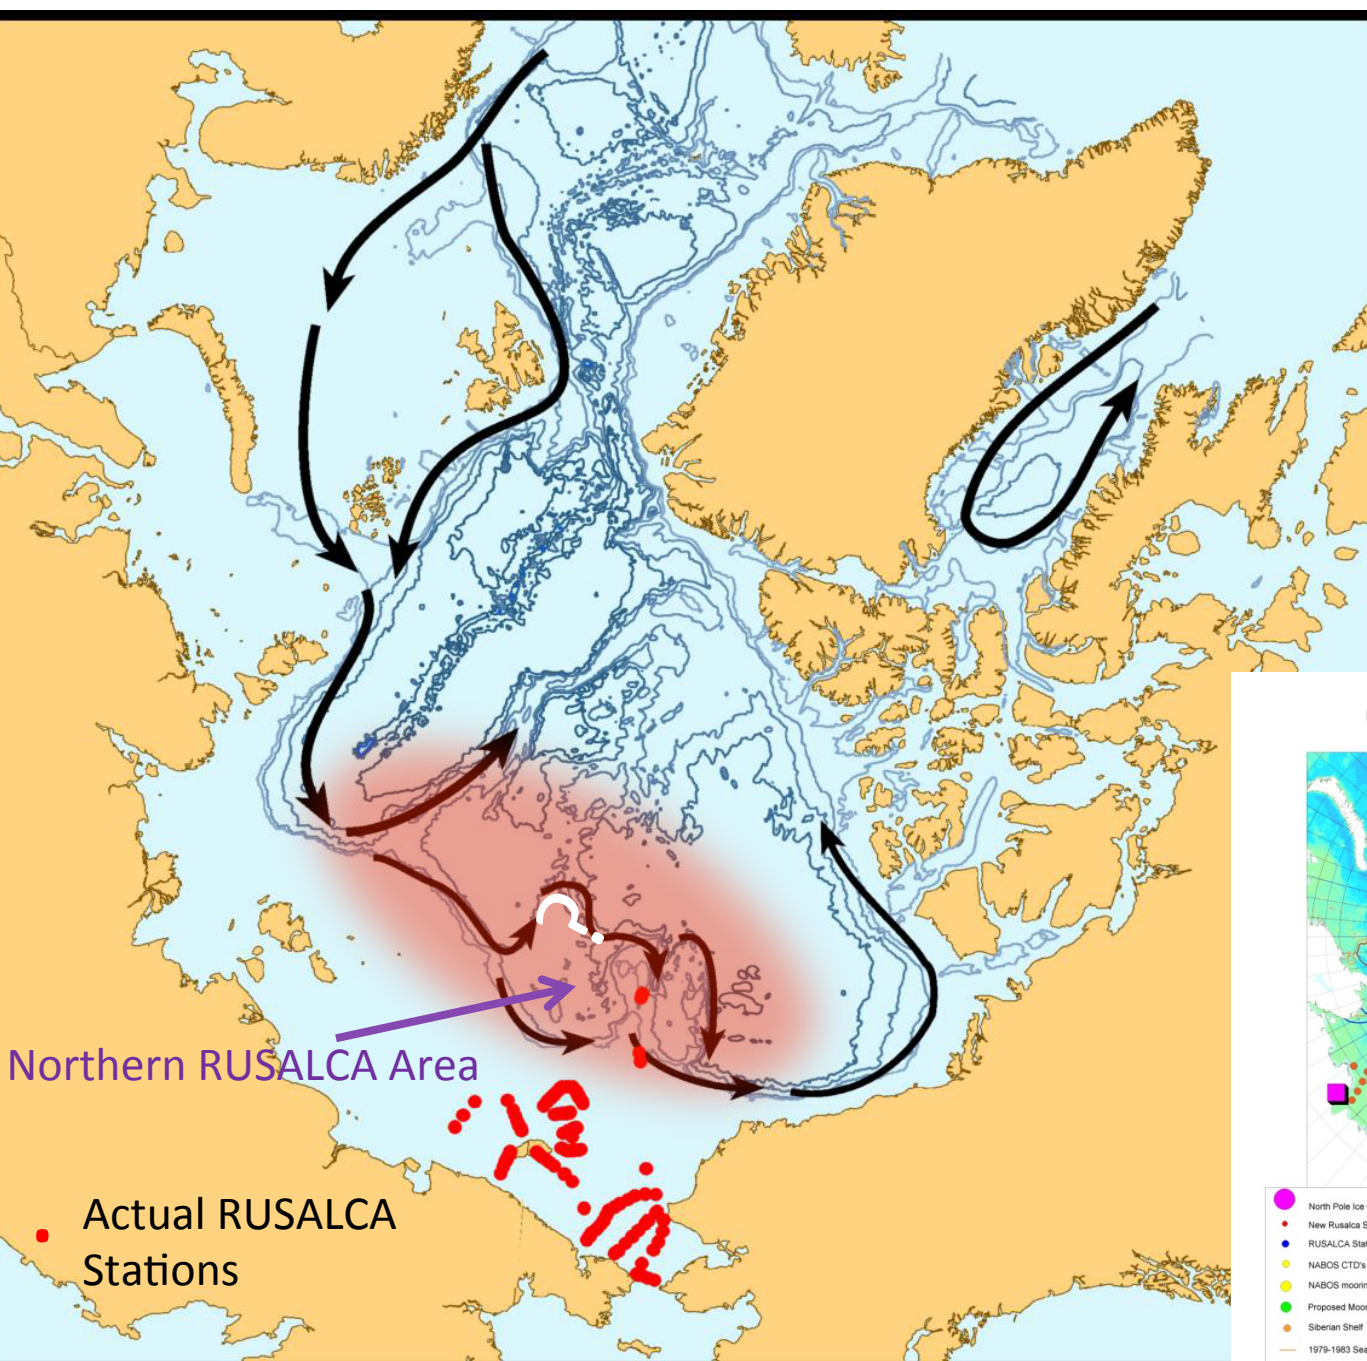 ?
Northern RUSALCA Area
Actual RUSALCA
Stations
North Pole Ice
New Rusalca S
RUSALCA Stat
NABOS CTD's
NABOS moorin
Proposed Moor
Siberian Shelf
1979-1983 Sea